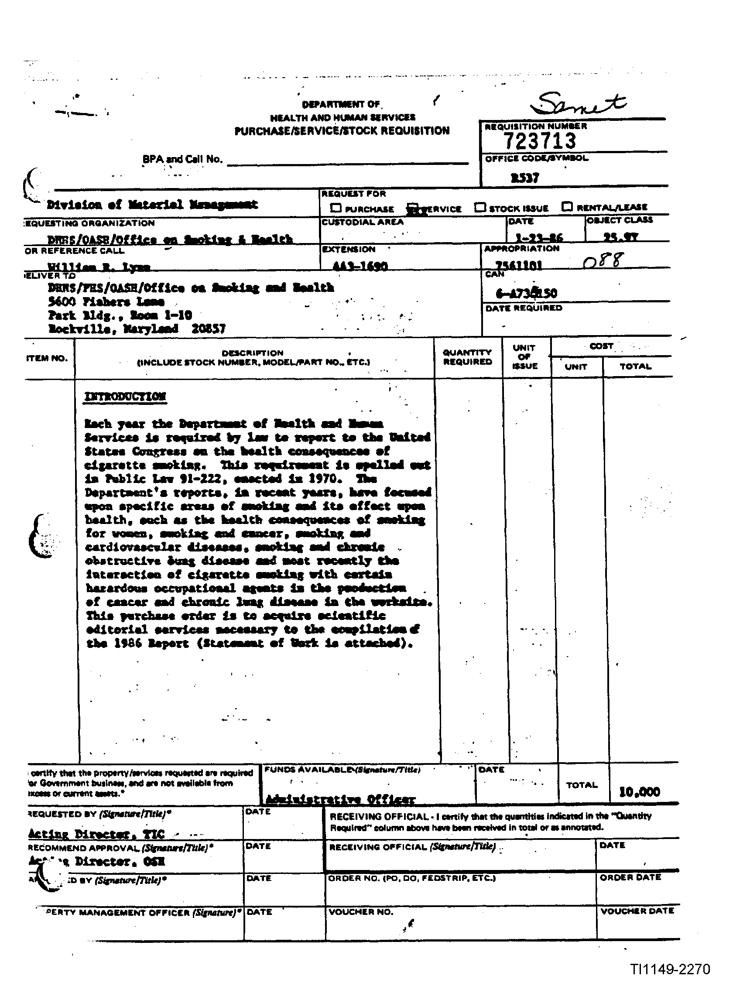 Samet
DEPARTMENT OF
HEALTH AND HUMAN SERVICES
PURCHASE/SERVICE/STOCK REQUISITION
REQUISITION NUMBER
723713
BPA and Call No.
OFFICE CODE/SYMBOL
2537
Division of Material Management
REQUEST FOR
PURCHASE SERVICE STOCK ISSUE RENTAL/LEASE
EQUESTING ORGANIZATION
CUSTODIAL AREA
DATE
OBJECT CLASS
DHHS/OASH/Office on Smoking & Health
1-23-86
25.97
OR REFERENCE CALL
EXTENSION
APPROPRIATION
088
William R. Lynn
443-1690
7561101
ELIVER TO
CAN
DHHS/PHS/OASH/Office on Smoking and Health
5600 Fishers Lane
Park Bldg., Room 1-10
Rockville, Maryland 20857
DATE REQUIRED
ITEM NO.
DESCRIPTION
(INCLUDE STOCK NUMBER, MODEL/PART NO., ETC.)
QUANTITY
REQUIRED
UNIT
OF
ISSUE
COST
UNIT
TOTAL
INTRODUCTION
Each year the Department of Health and Human
Services is required by law to report to the United
States Congress on the health consequences of
cigarette smoking. This requirement is spelled out
in Public Law 91-222, enacted in 1970. The
Department's reports, in recent years, have focused
upon specific areas of smoking and its effect upon
health, such as the health consequences of smoking
for women, smoking and cancer, smoking and
cardiovascular diseases, smoking and chronic
obstructive lung disease and most recently the
interaction of cigarette smoking with certain
hazardous occupational agents in the production
of cancer and chronic lung disease in the worksite.
This purchase order is to acquire scientific
editorial services necessary to the compilation of
the 1986 Report (Statement of Work is attached).
certify that the property/services requested are required
or Government business, and are not available from
excess or current assets."
FUNDS AVAILABLE (Signature/Title)
DATE
Administrative Officer
TOTAL
10,000
REQUESTED BY (Signature/Title)*
DATE
Acting Director, TIC
RECEIVING OFFICIAL - I certify that the quantities indicated in the "Quantity
Required" column above have been received in total or as annotated.
RECOMMEND APPROVAL (Signature/Title)*
DATE
RECEIVING OFFICIAL (Signature/Title)
DATE
Director, OSH
D BY (Signature/Title)*
DATE
ORDER NO. (PO, DO, FEDSTRIP, ETC.)
ORDER DATE
PERTY MANAGEMENT OFFICER (Signature)*
DATE
VOUCHER NO.
VOUCHER DATE
TI1149-2270